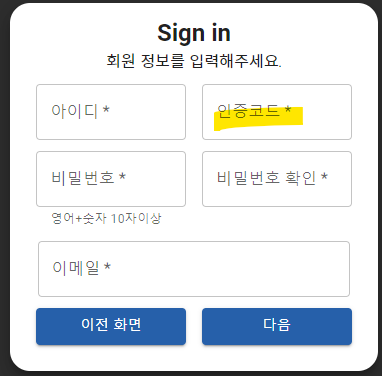 Sign in
회원 정보를 입력해주세요.
아이디 * 인증코드 *
비밀번호 * 비밀번호 확인 *
영어+숫자 10자이상
이메일 *
이전 화면 다음